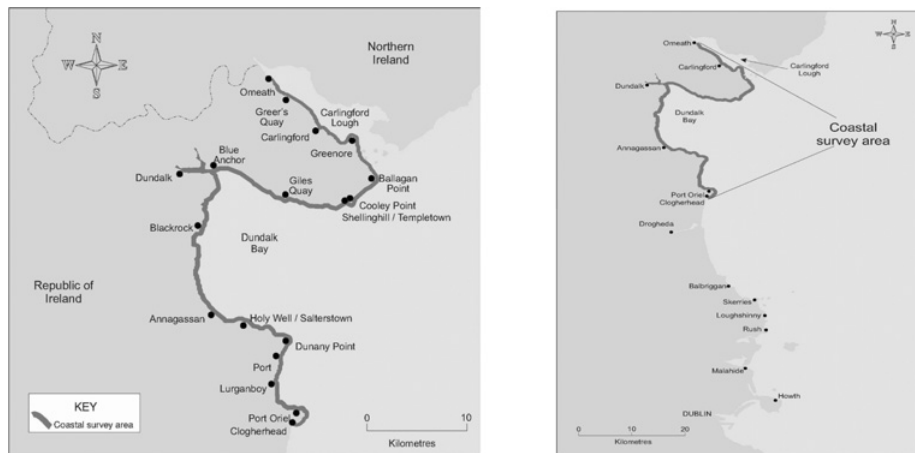 N
W E
S
Northern
Ireland
Omeath
Greer's
Quay
Carlingford
Lough
Carlingford
Greenore
Blue
Anchor
Dundalk
Giles
Quay
Ballagan
Point
Cooley Point
Shellinghill / Templetown
Blackrock
Dundalk
Bay
Republic of
Ireland
Annagassan
Holy Well / Salterstown
Dunany Point
Port
Lurganboy
Port Oriel
Clogherhead
KEY
Coastal survey area
0 10
Kilometres
N
W E
S
Omeath
Carlingford
Carlingford
Lough
Dundalk
Dundalk
Bay
Coastal
survey area
Annagassan
Port Oriel
Clogherhead
Drogheda
Balbriggan
Skerries
Loughshinny
Rush
Malahide
Howth
DUBLIN
0 10 20
Kilometres